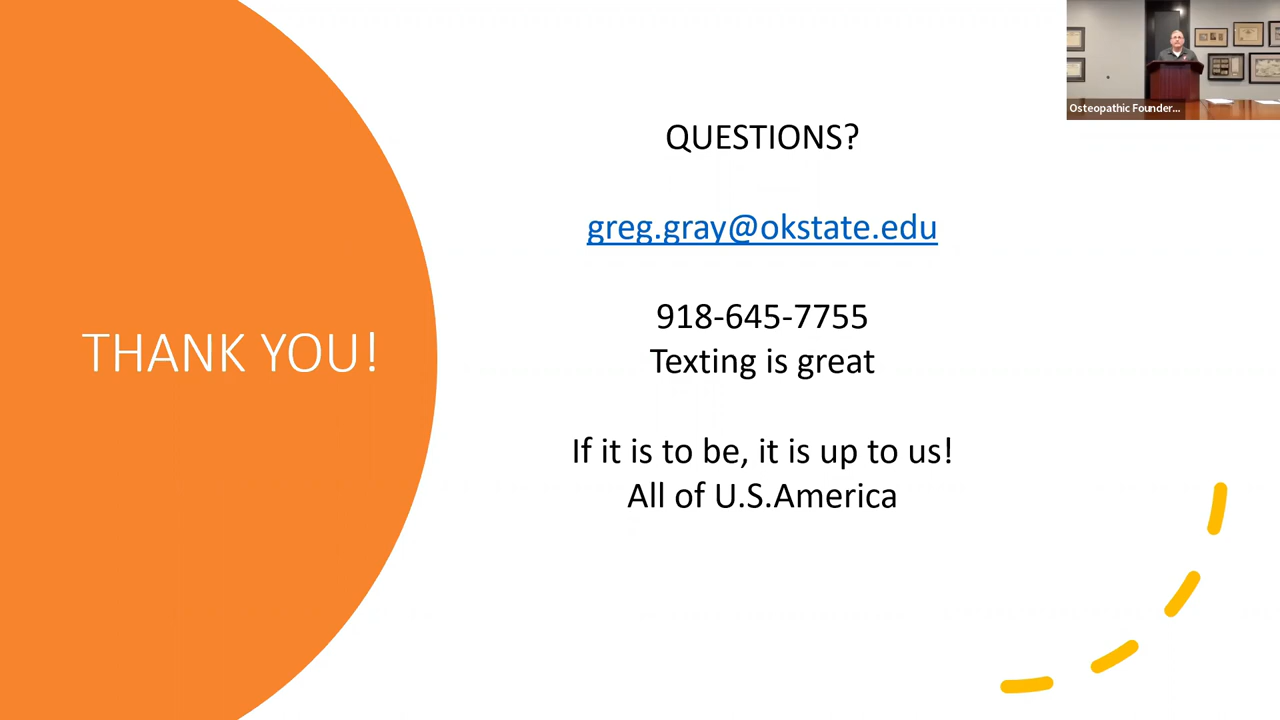 Osteopathic Founder...
QUESTIONS?
greg.gray@okstate.edu
918-645-7755
Texting is great
THANK YOU!
If it is to be, it is up to us!
All of U.S.America